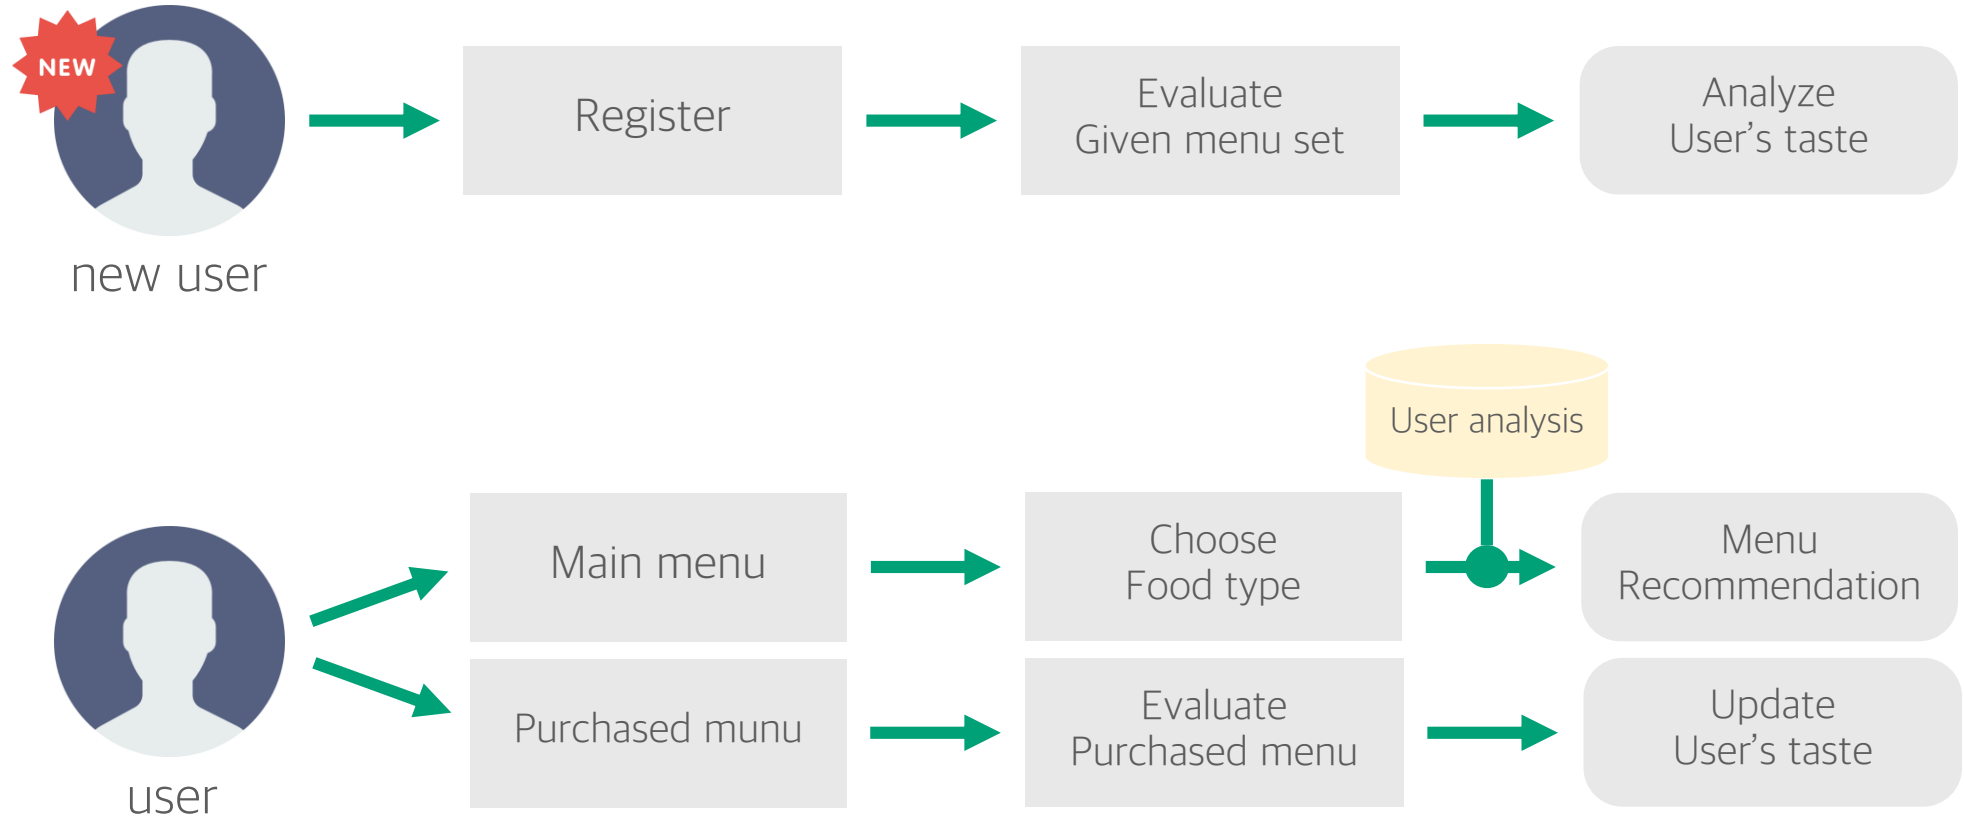 NEW
new user
Register
Evaluate
Given menu set
Analyze
User’s taste
User analysis
user
Main menu
Choose
Food type
Menu
Recommendation
Purchased munu
Evaluate
Purchased menu
Update
User’s taste